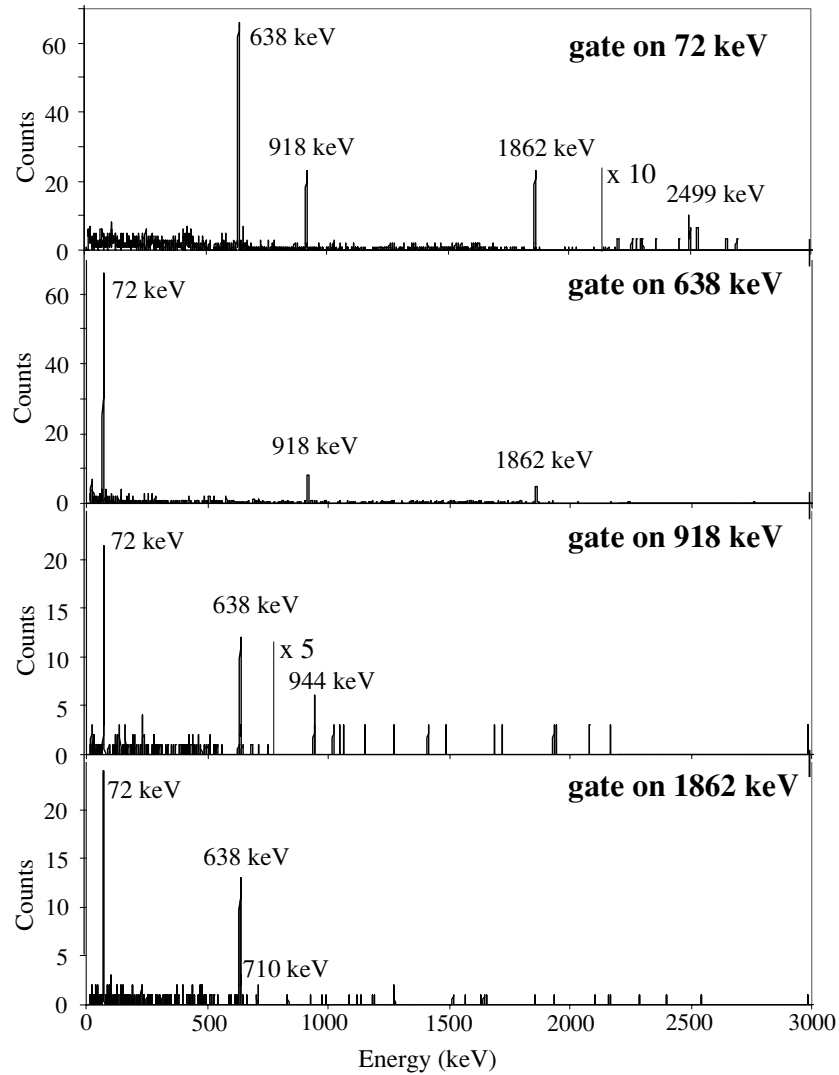 gate on 72 keV
638 keV
918 keV
1862 keV
x 10
2499 keV
Counts
60
40
20
0
gate on 638 keV
72 keV
918 keV
1862 keV
Counts
60
40
20
0
gate on 918 keV
72 keV
638 keV
x 5
944 keV
Counts
20
15
10
5
0
gate on 1862 keV
72 keV
638 keV
710 keV
Counts
20
15
10
5
0
0 500 1000 1500 2000 2500 3000
Energy (keV)